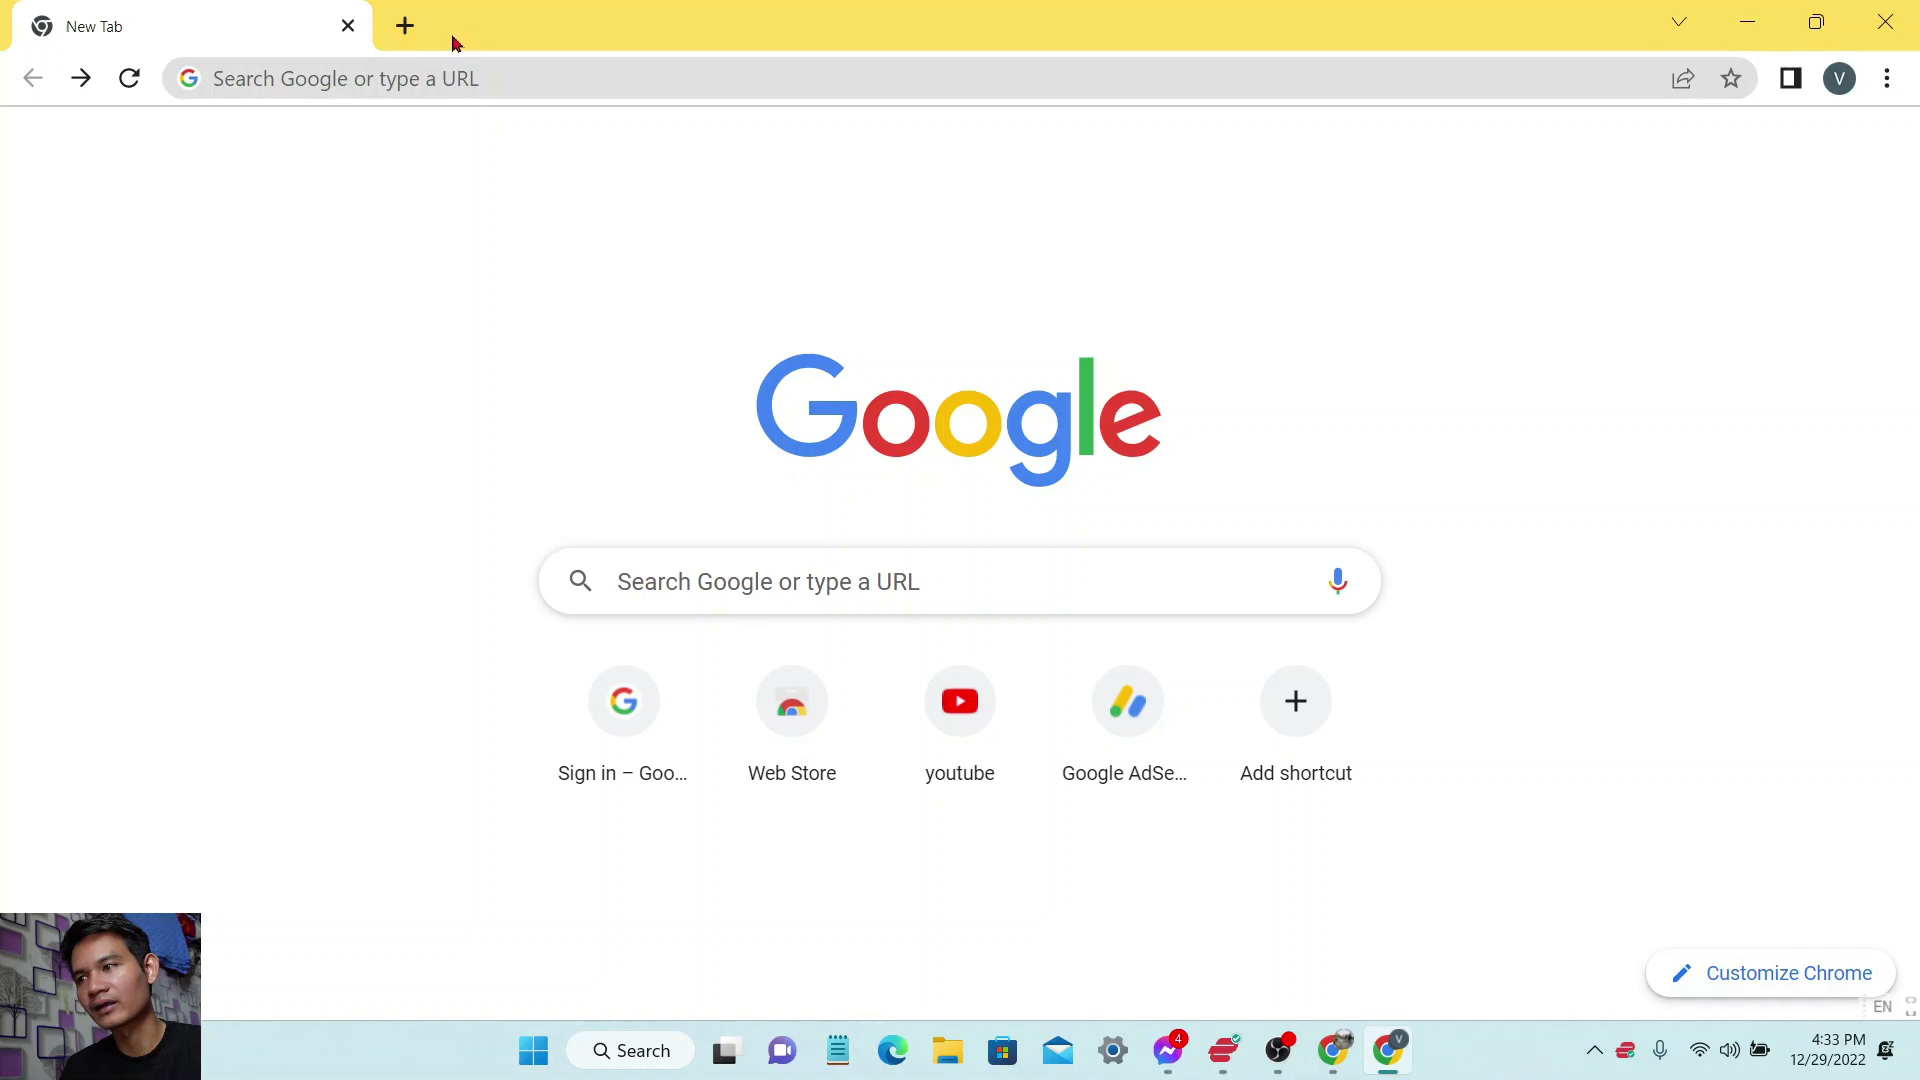 New Tab
Search Google or type a URL
V
Google
Search Google or type a URL
Sign in – Goo...
Web Store
youtube
Google AdSe...
Add shortcut
Customize Chrome
EN
Search
4
V
4:33 PM
12/29/2022